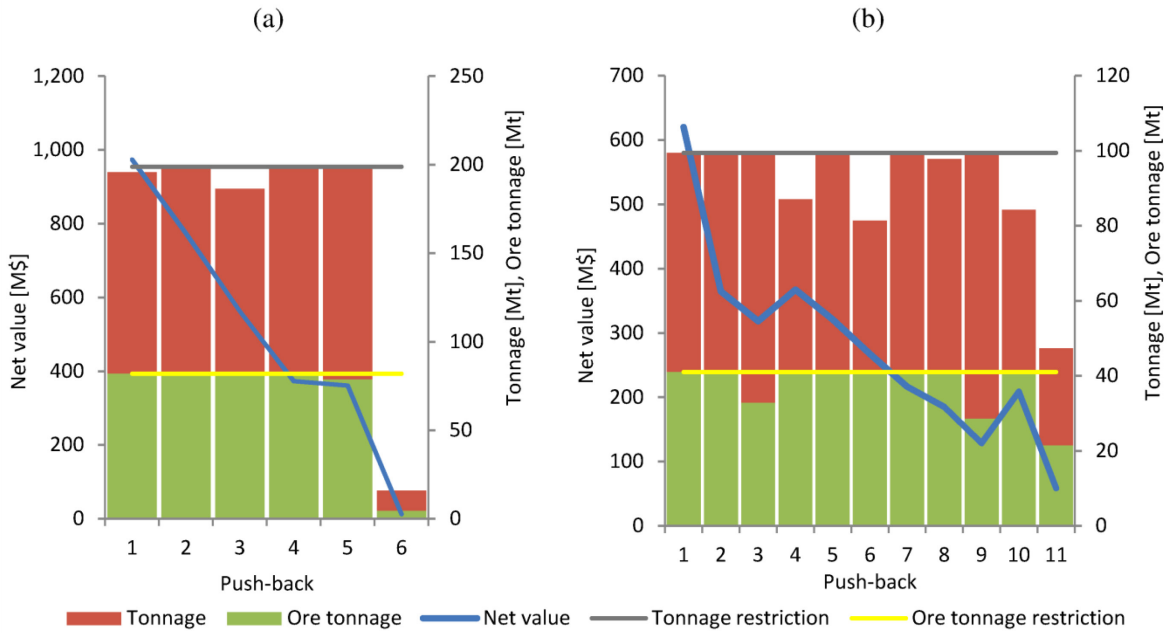 (a)
(b)
Net value [M$]
1,200
1,000
800
600
400
200
0
250
200
150
100
50
0
Tonnage [Mt], Ore tonnage [Mt]
1 2 3 4 5 6
Push-back
Net value [M$]
700
600
500
400
300
200
100
0
120
100
80
60
40
20
0
Tonnage [Mt], Ore tonnage [Mt]
1 2 3 4 5 6 7 8 9 10 11
Push-back
Tonnage Ore tonnage Net value Tonnage restriction Ore tonnage restriction